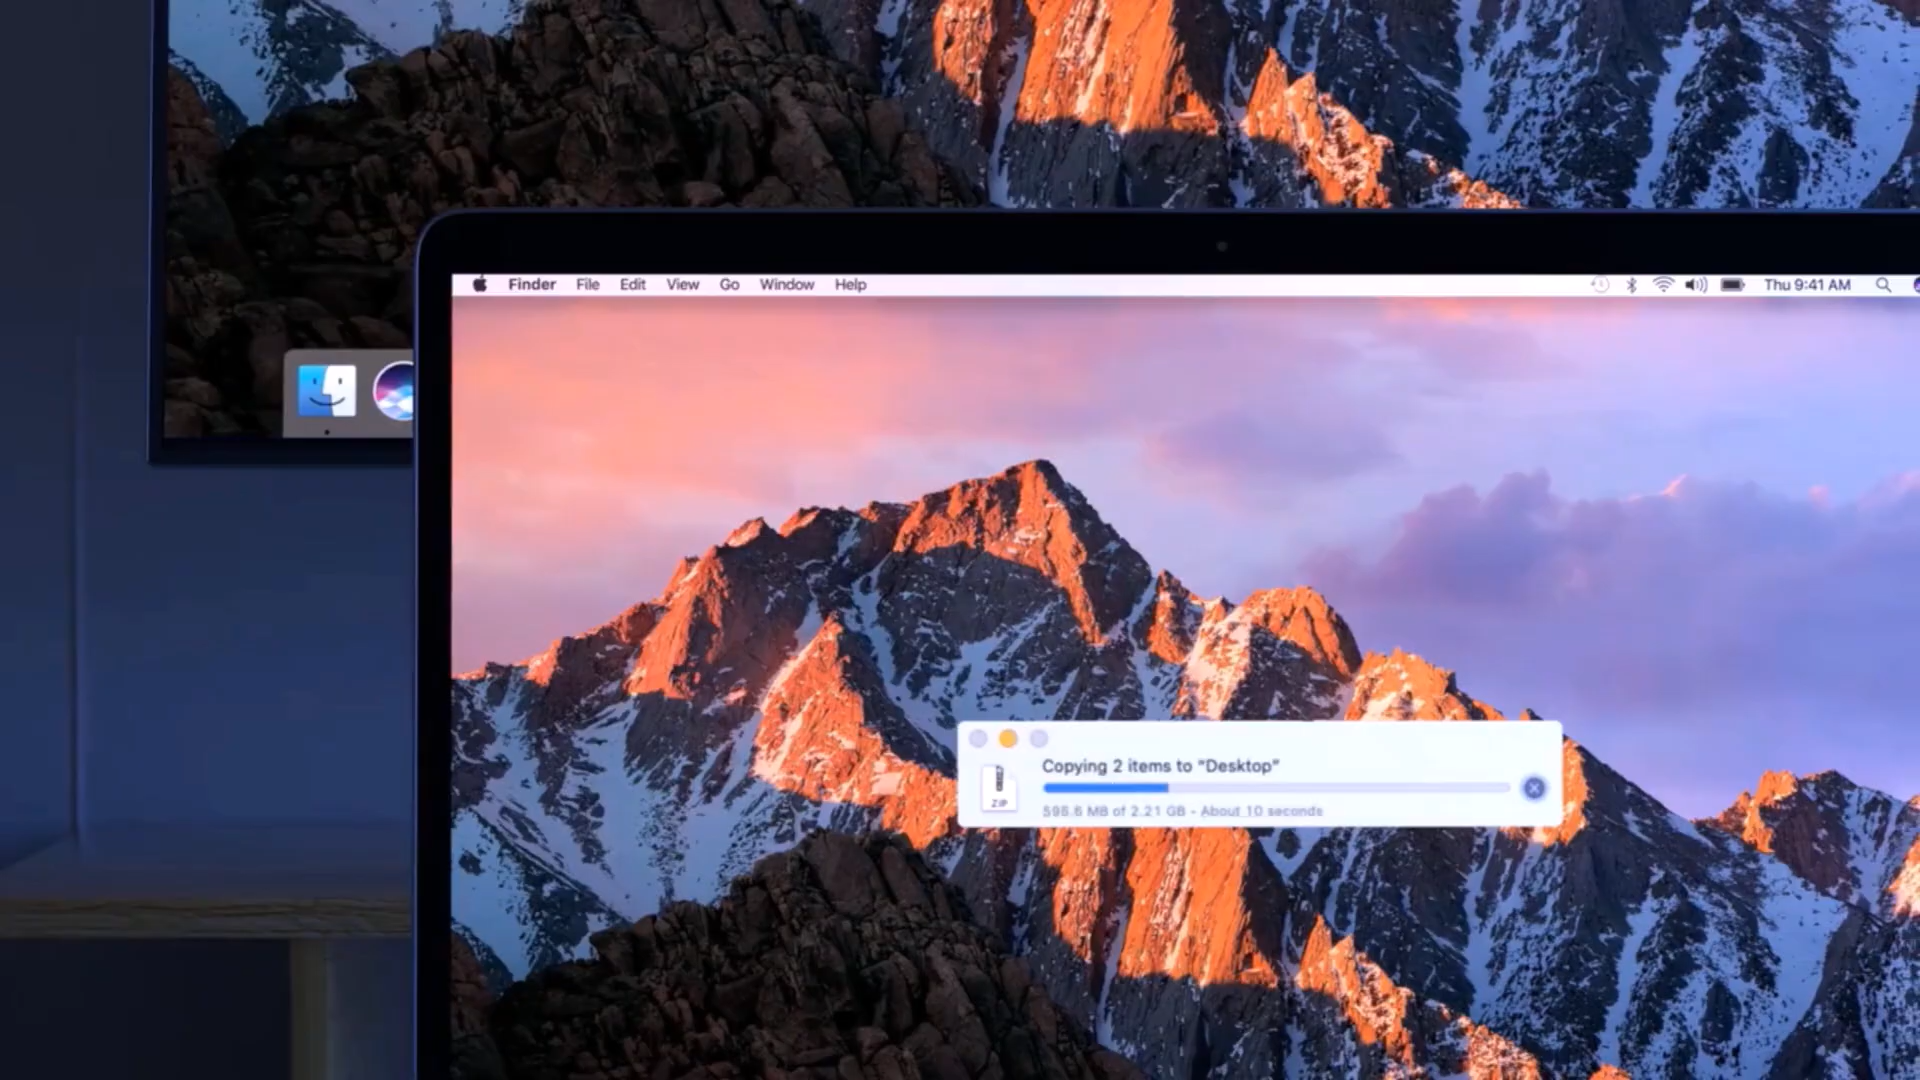 Finder File Edit View Go Window Help Thu 9:41 AM
Copying 2 items to "Desktop"
598.6 MB of 2.21 GB - About 10 seconds
ZIP